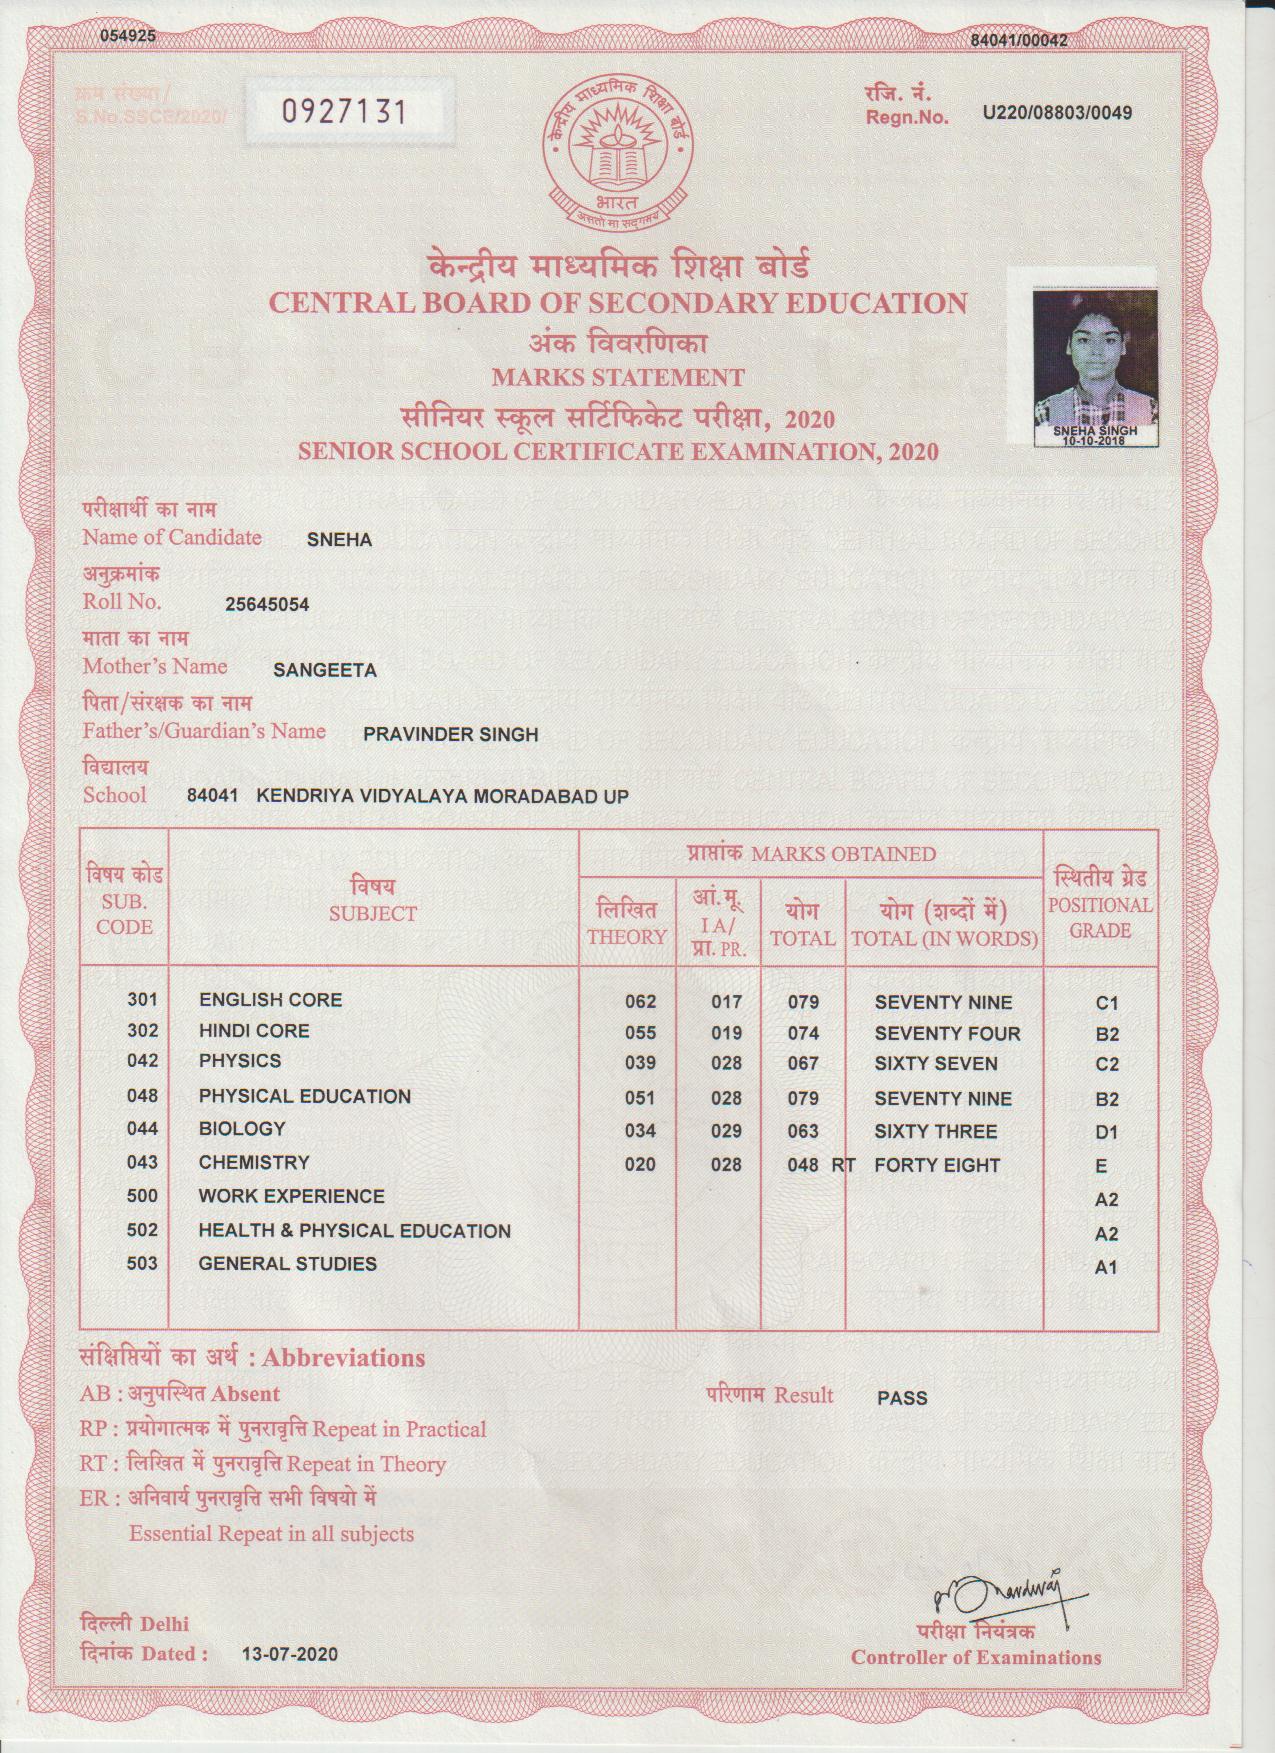 054925
84041/00042
क्रम संख्या/
S.No.SSCE/2020/
0927131
रजि. नं.
Regn.No. U220/08803/0049
केन्द्रीय माध्यमिक शिक्षा बोर्ड
भारत
असतो मा सद्गमय
केन्द्रीय माध्यमिक शिक्षा बोर्ड
CENTRAL BOARD OF SECONDARY EDUCATION
अंक विवरणिका
MARKS STATEMENT
सीनियर स्कूल सर्टिफिकेट परीक्षा, 2020
SENIOR SCHOOL CERTIFICATE EXAMINATION, 2020
SNEHA SINGH
10-10-2018
परीक्षार्थी का नाम
Name of Candidate SNEHA
अनुक्रमांक
Roll No. 25645054
माता का नाम
Mother's Name SANGEETA
पिता/संरक्षक का नाम
Father's/Guardian's Name PRAVINDER SINGH
विद्यालय
School 84041 KENDRIYA VIDYALAYA MORADABAD UP
विषय कोड
SUB.
CODE
विषय
SUBJECT
प्राप्तांक MARKS OBTAINED
लिखित
THEORY
आं.मू.
I A/
प्रा. PR.
योग
TOTAL
योग (शब्दों में)
TOTAL (IN WORDS)
स्थितीय ग्रेड
POSITIONAL
GRADE
301 ENGLISH CORE 062 017 079 SEVENTY NINE C1
302 HINDI CORE 055 019 074 SEVENTY FOUR B2
042 PHYSICS 039 028 067 SIXTY SEVEN C2
048 PHYSICAL EDUCATION 051 028 079 SEVENTY NINE B2
044 BIOLOGY 034 029 063 SIXTY THREE D1
043 CHEMISTRY 020 028 048 RT FORTY EIGHT E
500 WORK EXPERIENCE A2
502 HEALTH & PHYSICAL EDUCATION A2
503 GENERAL STUDIES A1
संक्षिप्तियों का अर्थ : Abbreviations
AB : अनुपस्थित Absent
परिणाम Result PASS
RP : प्रयोगात्मक में पुनरावृत्ति Repeat in Practical
RT : लिखित में पुनरावृत्ति Repeat in Theory
ER : अनिवार्य पुनरावृत्ति सभी विषयो में
Essential Repeat in all subjects
दिल्ली Delhi
दिनांक Dated : 13-07-2020
परीक्षा नियंत्रक
Controller of Examinations